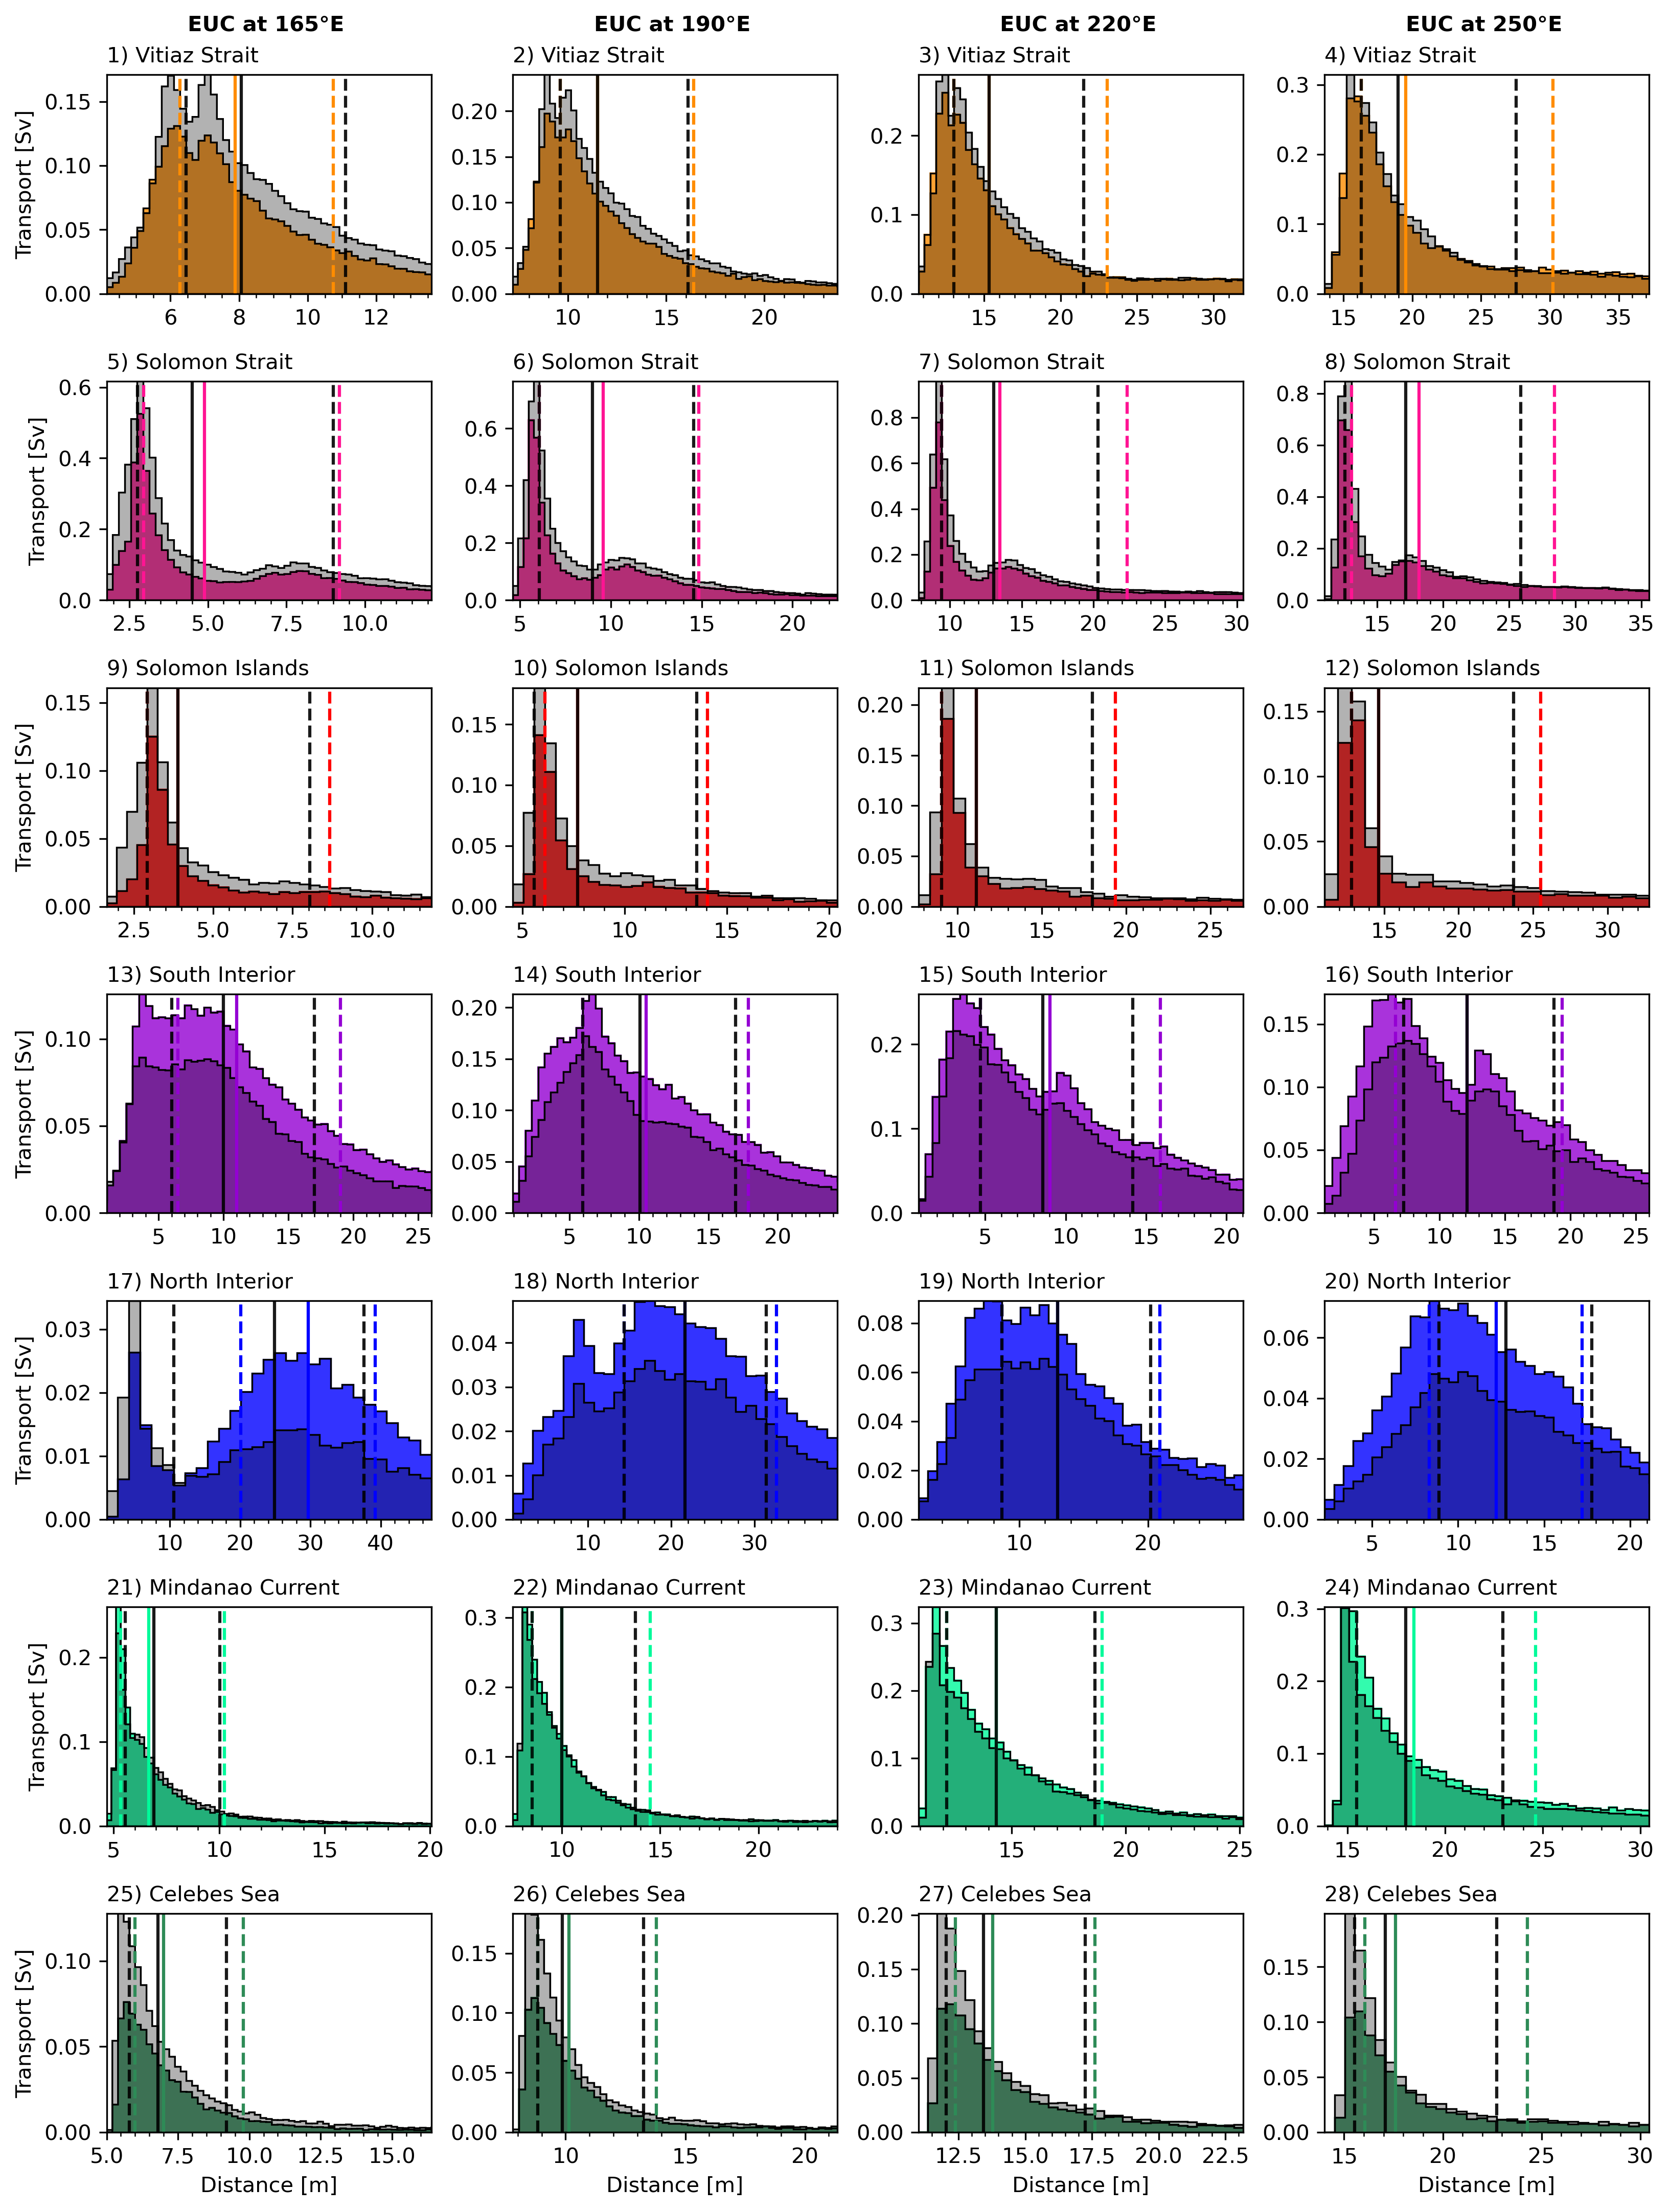 EUC at 165°E EUC at 190°E EUC at 220°E EUC at 250°E
1) Vitiaz Strait 2) Vitiaz Strait 3) Vitiaz Strait 4) Vitiaz Strait
Transport [Sv]
0.15 0.10 0.05 0.00
0.20 0.15 0.10 0.05 0.00
0.2 0.1 0.0
0.3 0.2 0.1 0.0
6 8 10 12
10 15 20
15 20 25 30
15 20 25 30 35
5) Solomon Strait 6) Solomon Strait 7) Solomon Strait 8) Solomon Strait
Transport [Sv]
0.6 0.4 0.2 0.0
0.6 0.4 0.2 0.0
0.8 0.6 0.4 0.2 0.0
0.8 0.6 0.4 0.2 0.0
2.5 5.0 7.5 10.0
5 10 15 20
10 15 20 25 30
15 20 25 30 35
9) Solomon Islands 10) Solomon Islands 11) Solomon Islands 12) Solomon Islands
Transport [Sv]
0.15 0.10 0.05 0.00
0.15 0.10 0.05 0.00
0.20 0.15 0.10 0.05 0.00
0.15 0.10 0.05 0.00
2.5 5.0 7.5 10.0
5 10 15 20
10 15 20 25
15 20 25 30
13) South Interior 14) South Interior 15) South Interior 16) South Interior
Transport [Sv]
0.10 0.05 0.00
0.20 0.15 0.10 0.05 0.00
0.2 0.1 0.0
0.15 0.10 0.05 0.00
5 10 15 20 25
5 10 15 20
5 10 15 20
5 10 15 20 25
17) North Interior 18) North Interior 19) North Interior 20) North Interior
Transport [Sv]
0.03 0.02 0.01 0.00
0.04 0.03 0.02 0.01 0.00
0.08 0.06 0.04 0.02 0.00
0.06 0.04 0.02 0.00
10 20 30 40
10 20 30
10 20
5 10 15 20
21) Mindanao Current 22) Mindanao Current 23) Mindanao Current 24) Mindanao Current
Transport [Sv]
0.2 0.1 0.0
0.3 0.2 0.1 0.0
0.3 0.2 0.1 0.0
0.3 0.2 0.1 0.0
5 10 15 20
10 15 20
15 20 25
15 20 25 30
25) Celebes Sea 26) Celebes Sea 27) Celebes Sea 28) Celebes Sea
Transport [Sv]
0.10 0.05 0.00
0.15 0.10 0.05 0.00
0.20 0.15 0.10 0.05 0.00
0.15 0.10 0.05 0.00
5.0 7.5 10.0 12.5 15.0
10 15 20
12.5 15.0 17.5 20.0 22.5
15 20 25 30
Distance [m] Distance [m] Distance [m] Distance [m]